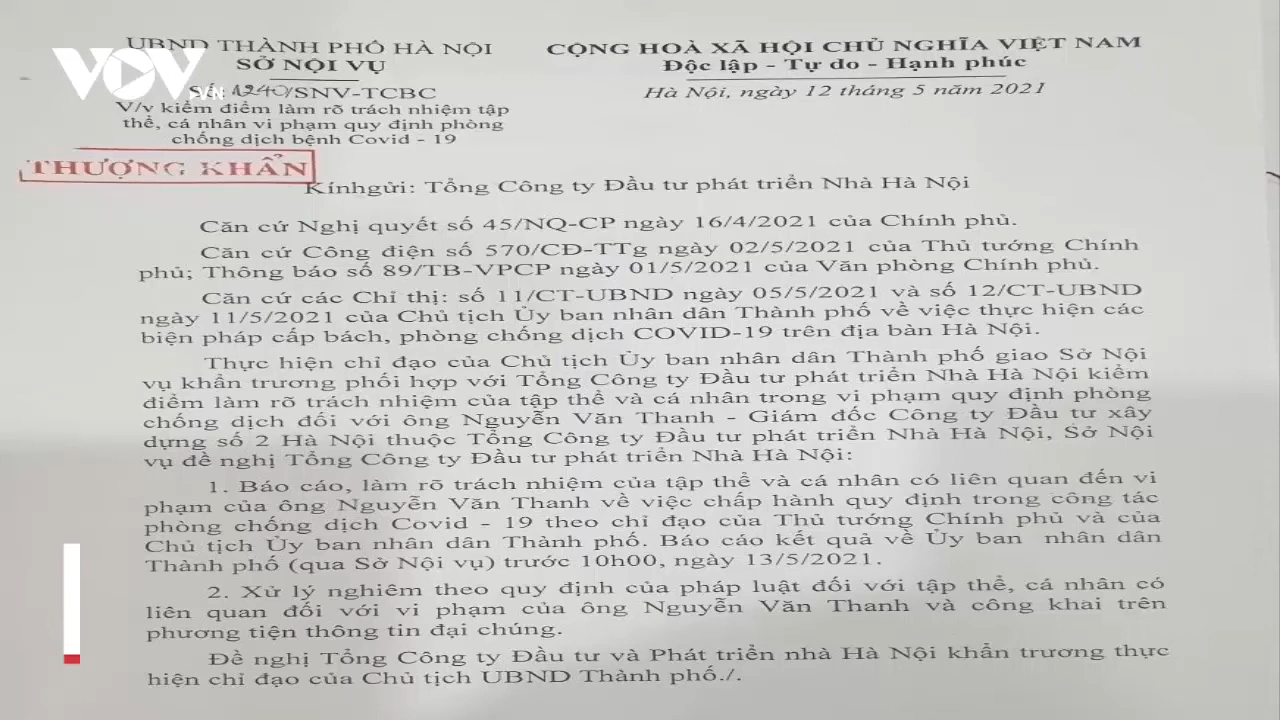 VOV.VN
UBND THÀNH PHỐ HÀ NỘI
SỞ NỘI VỤ
Số: 1240/SNV-TCBC
V/v kiểm điểm làm rõ trách nhiệm tập
thể, cá nhân vi phạm quy định phòng
chống dịch bệnh Covid - 19
CỘNG HOÀ XÃ HỘI CHỦ NGHĨA VIỆT NAM
Độc lập - Tự do - Hạnh phúc
Hà Nội, ngày 12 tháng 5 năm 2021
THƯỢNG KHẨN
Kínhgửi: Tổng Công ty Đầu tư phát triển Nhà Hà Nội
Căn cứ Nghị quyết số 45/NQ-CP ngày 16/4/2021 của Chính phủ.
Căn cứ Công điện số 570/CĐ-TTg ngày 02/5/2021 của Thủ tướng Chính
phủ; Thông báo số 89/TB-VPCP ngày 01/5/2021 của Văn phòng Chính phủ.
Căn cứ các Chỉ thị: số 11/CT-UBND ngày 05/5/2021 và số 12/CT-UBND
ngày 11/5/2021 của Chủ tịch Ủy ban nhân dân Thành phố về việc thực hiện các
biện pháp cấp bách, phòng chống dịch COVID-19 trên địa bàn Hà Nội.
Thực hiện chỉ đạo của Chủ tịch Ủy ban nhân dân Thành phố giao Sở Nội
vụ khẩn trương phối hợp với Tổng Công ty Đầu tư phát triển Nhà Hà Nội kiểm
điểm làm rõ trách nhiệm của tập thể và cá nhân trong vi phạm quy định phòng
chống dịch đối với ông Nguyễn Văn Thanh - Giám đốc Công ty Đầu tư xây
dựng số 2 Hà Nội thuộc Tổng Công ty Đầu tư phát triển Nhà Hà Nội, Sở Nội
vụ đề nghị Tổng Công ty Đầu tư phát triển Nhà Hà Nội:
1. Báo cáo, làm rõ trách nhiệm của tập thể và cá nhân có liên quan đến vi
phạm của ông Nguyễn Văn Thanh về việc chấp hành quy định trong công tác
phòng chống dịch Covid - 19 theo chỉ đạo của Thủ tướng Chính phủ và của
Chủ tịch Ủy ban nhân dân Thành phố. Báo cáo kết quả về Ủy ban nhân dân
Thành phố (qua Sở Nội vụ) trước 10h00, ngày 13/5/2021.
2. Xử lý nghiêm theo quy định của pháp luật đối với tập thể, cá nhân có
liên quan đối với vi phạm của ông Nguyễn Văn Thanh và công khai trên
phương tiện thông tin đại chúng.
Đề nghị Tổng Công ty Đầu tư và Phát triển nhà Hà Nội khẩn trương thực
hiện chỉ đạo của Chủ tịch UBND Thành phố./.